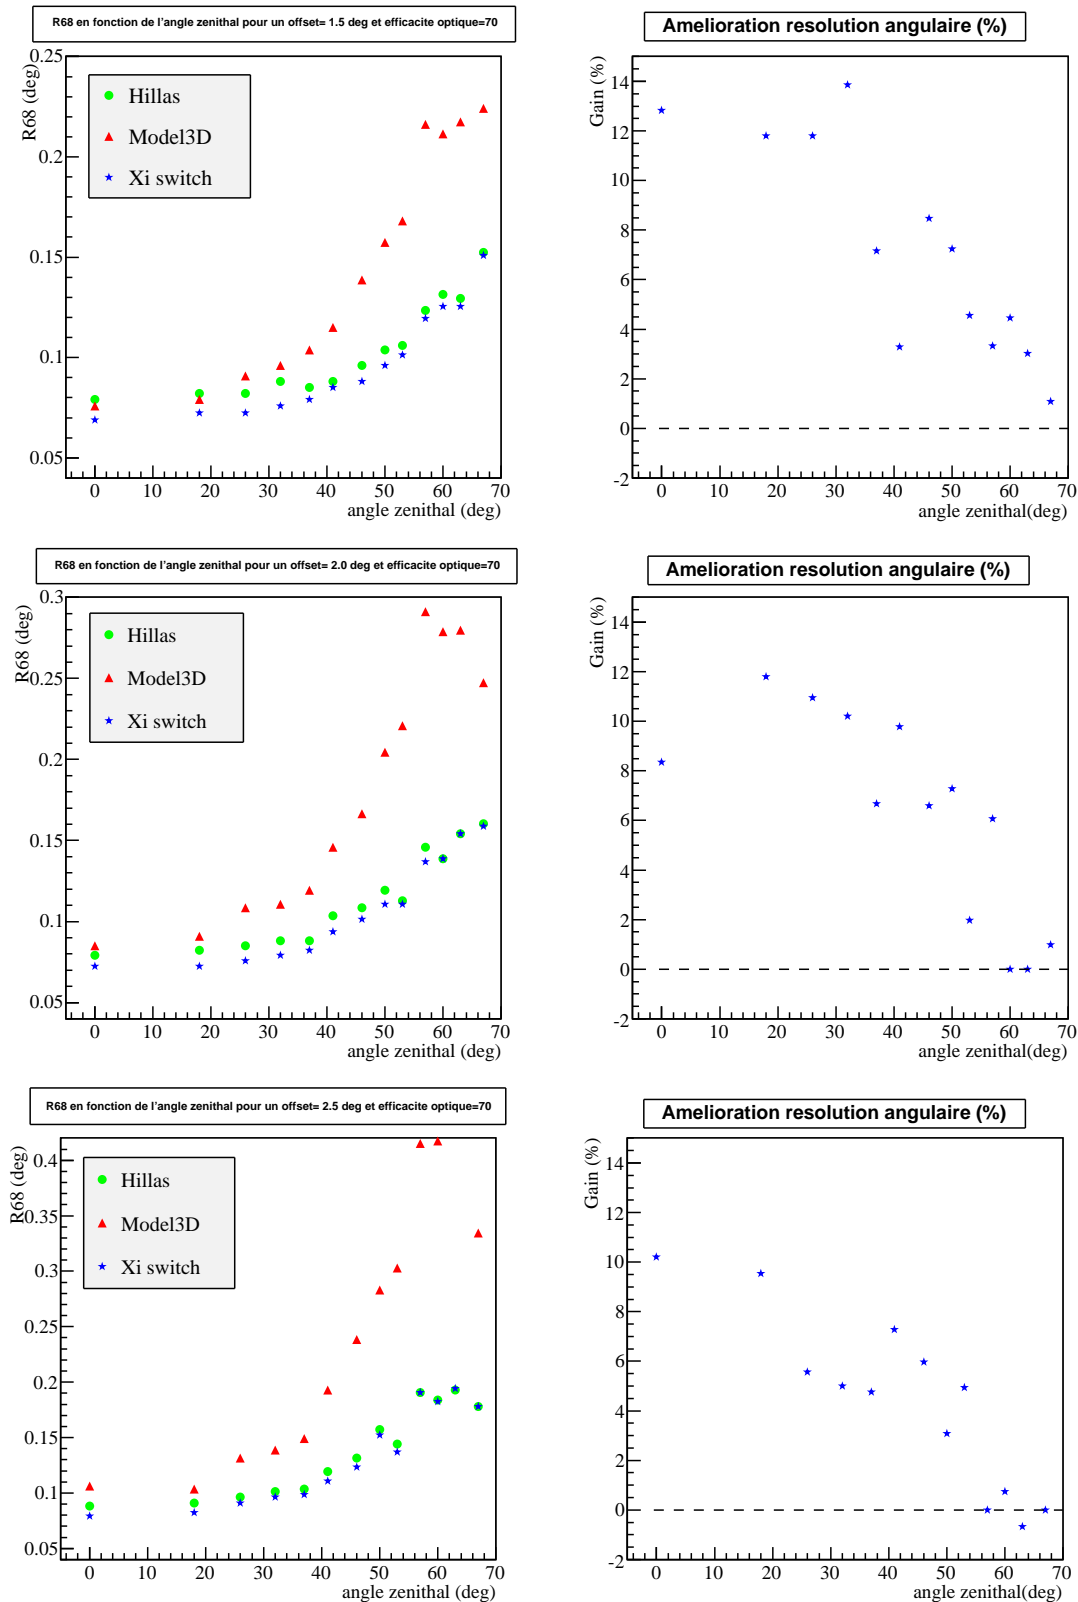 R68 en fonction de l'angle zenithal pour un offset= 1.5 deg et efficacite optique=70
R68 (deg)
0.25
0.2
0.15
0.1
0.05
Hillas
Model3D
Xi switch
0 10 20 30 40 50 60 70
angle zenithal (deg)
Amelioration resolution angulaire (%)
Gain (%)
14
12
10
8
6
4
2
0
-2
0 10 20 30 40 50 60 70
angle zenithal(deg)
R68 en fonction de l'angle zenithal pour un offset= 2.0 deg et efficacite optique=70
R68 (deg)
0.3
0.25
0.2
0.15
0.1
0.05
Hillas
Model3D
Xi switch
0 10 20 30 40 50 60 70
angle zenithal (deg)
Amelioration resolution angulaire (%)
Gain (%)
14
12
10
8
6
4
2
0
-2
0 10 20 30 40 50 60 70
angle zenithal(deg)
R68 en fonction de l'angle zenithal pour un offset= 2.5 deg et efficacite optique=70
R68 (deg)
0.4
0.35
0.3
0.25
0.2
0.15
0.1
0.05
Hillas
Model3D
Xi switch
0 10 20 30 40 50 60 70
angle zenithal (deg)
Amelioration resolution angulaire (%)
Gain (%)
14
12
10
8
6
4
2
0
-2
0 10 20 30 40 50 60 70
angle zenithal(deg)